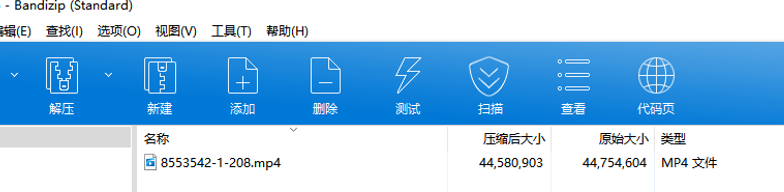 - Bandizip (Standard)
编辑(E) 查找(I) 选项(O) 视图(V) 工具(T) 帮助(H)
解压 新建 添加 删除 测试 扫描 查看 代码页
名称 压缩后大小 原始大小 类型
8553542-1-208.mp4 44,580,903 44,754,604 MP4 文件